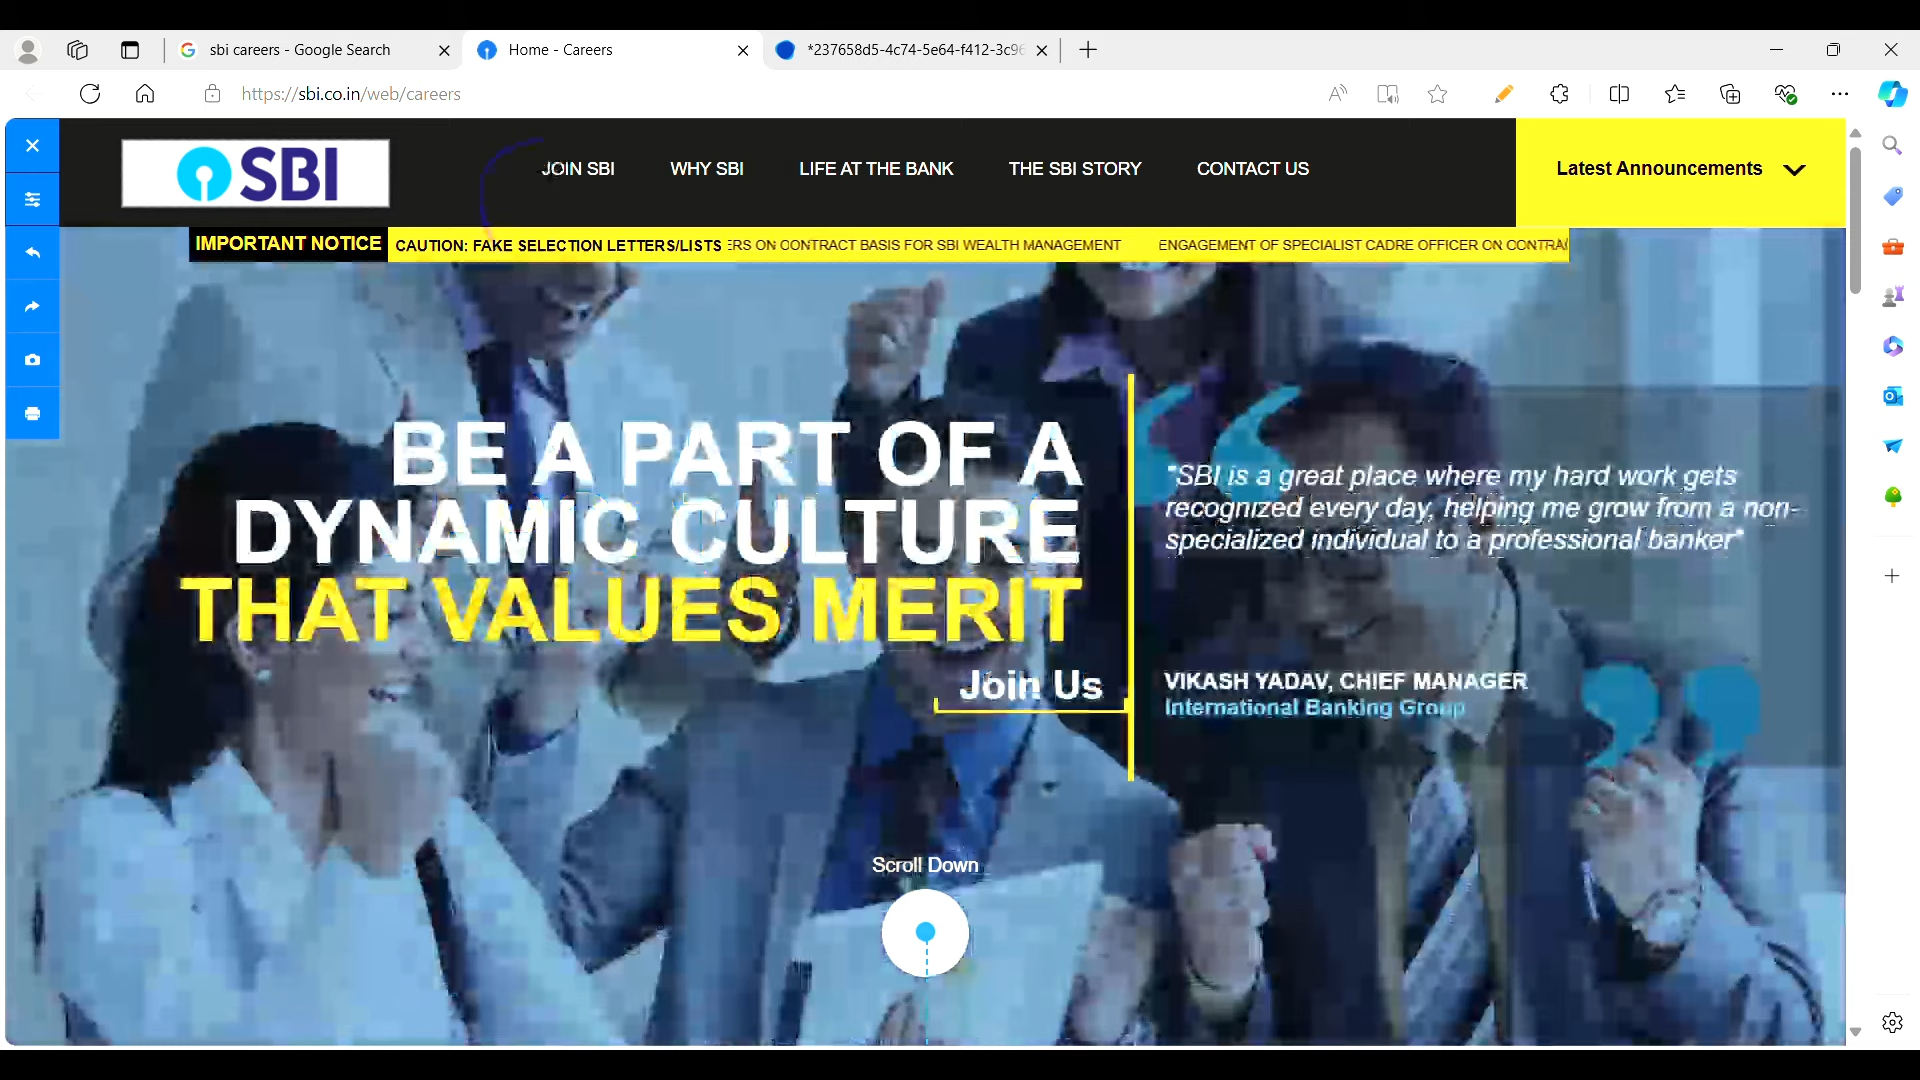 sbi careers - Google Search
Home - Careers
*237658d5-4c74-5e64-f412-3c96
https://sbi.co.in/web/careers
SBI
JOIN SBI
WHY SBI
LIFE AT THE BANK
THE SBI STORY
CONTACT US
Latest Announcements
IMPORTANT NOTICE
CAUTION: FAKE SELECTION LETTERS/LISTS
ERS ON CONTRACT BASIS FOR SBI WEALTH MANAGEMENT
ENGAGEMENT OF SPECIALIST CADRE OFFICER ON CONTRA
BE A PART OF A
DYNAMIC CULTURE
THAT VALUES MERIT
Join Us
"SBI is a great place where my hard work gets
recognized every day, helping me grow from a non-
specialized individual to a professional banker"
VIKASH YADAV, CHIEF MANAGER
International Banking Group
Scroll Down